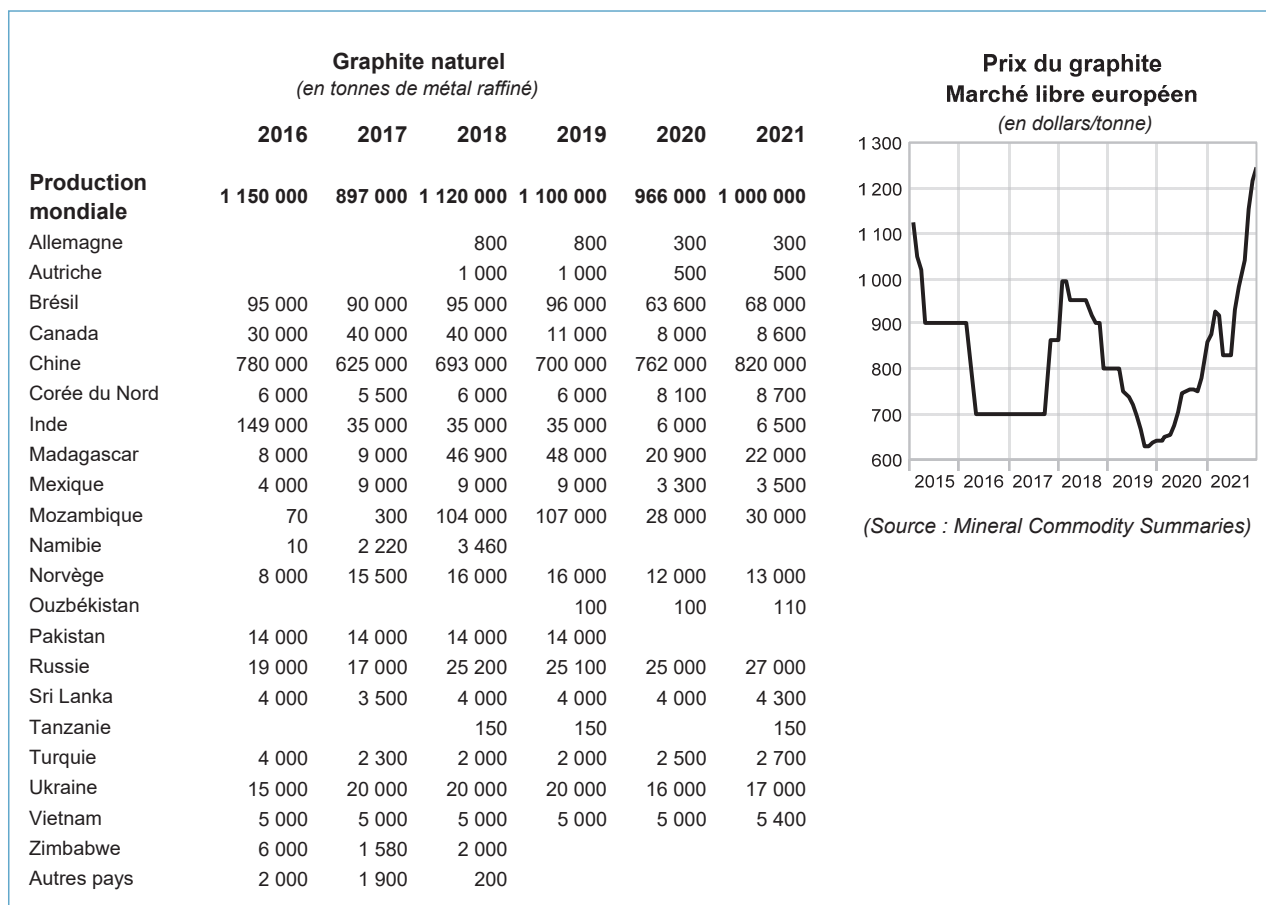 Graphite naturel
(en tonnes de métal raffiné)
2016 2017 2018 2019 2020 2021
Production
mondiale 1 150 000 897 000 1 120 000 1 100 000 966 000 1 000 000
Allemagne 800 800 300 300
Autriche 1 000 1 000 500 500
Brésil 95 000 90 000 95 000 96 000 63 600 68 000
Canada 30 000 40 000 40 000 11 000 8 000 8 600
Chine 780 000 625 000 693 000 700 000 762 000 820 000
Corée du Nord 6 000 5 500 6 000 6 000 8 100 8 700
Inde 149 000 35 000 35 000 35 000 6 000 6 500
Madagascar 8 000 9 000 46 900 48 000 20 900 22 000
Mexique 4 000 9 000 9 000 9 000 3 300 3 500
Mozambique 70 300 104 000 107 000 28 000 30 000
Namibie 10 2 220 3 460
Norvège 8 000 15 500 16 000 16 000 12 000 13 000
Ouzbékistan 100 100 110
Pakistan 14 000 14 000 14 000 14 000
Russie 19 000 17 000 25 200 25 100 25 000 27 000
Sri Lanka 4 000 3 500 4 000 4 000 4 000 4 300
Tanzanie 150 150 150
Turquie 4 000 2 300 2 000 2 000 2 500 2 700
Ukraine 15 000 20 000 20 000 20 000 16 000 17 000
Vietnam 5 000 5 000 5 000 5 000 5 000 5 400
Zimbabwe 6 000 1 580 2 000
Autres pays 2 000 1 900 200
Prix du graphite
Marché libre européen
(en dollars/tonne)
1 300
1 200
1 100
1 000
900
800
700
600
2015 2016 2017 2018 2019 2020 2021
(Source : Mineral Commodity Summaries)